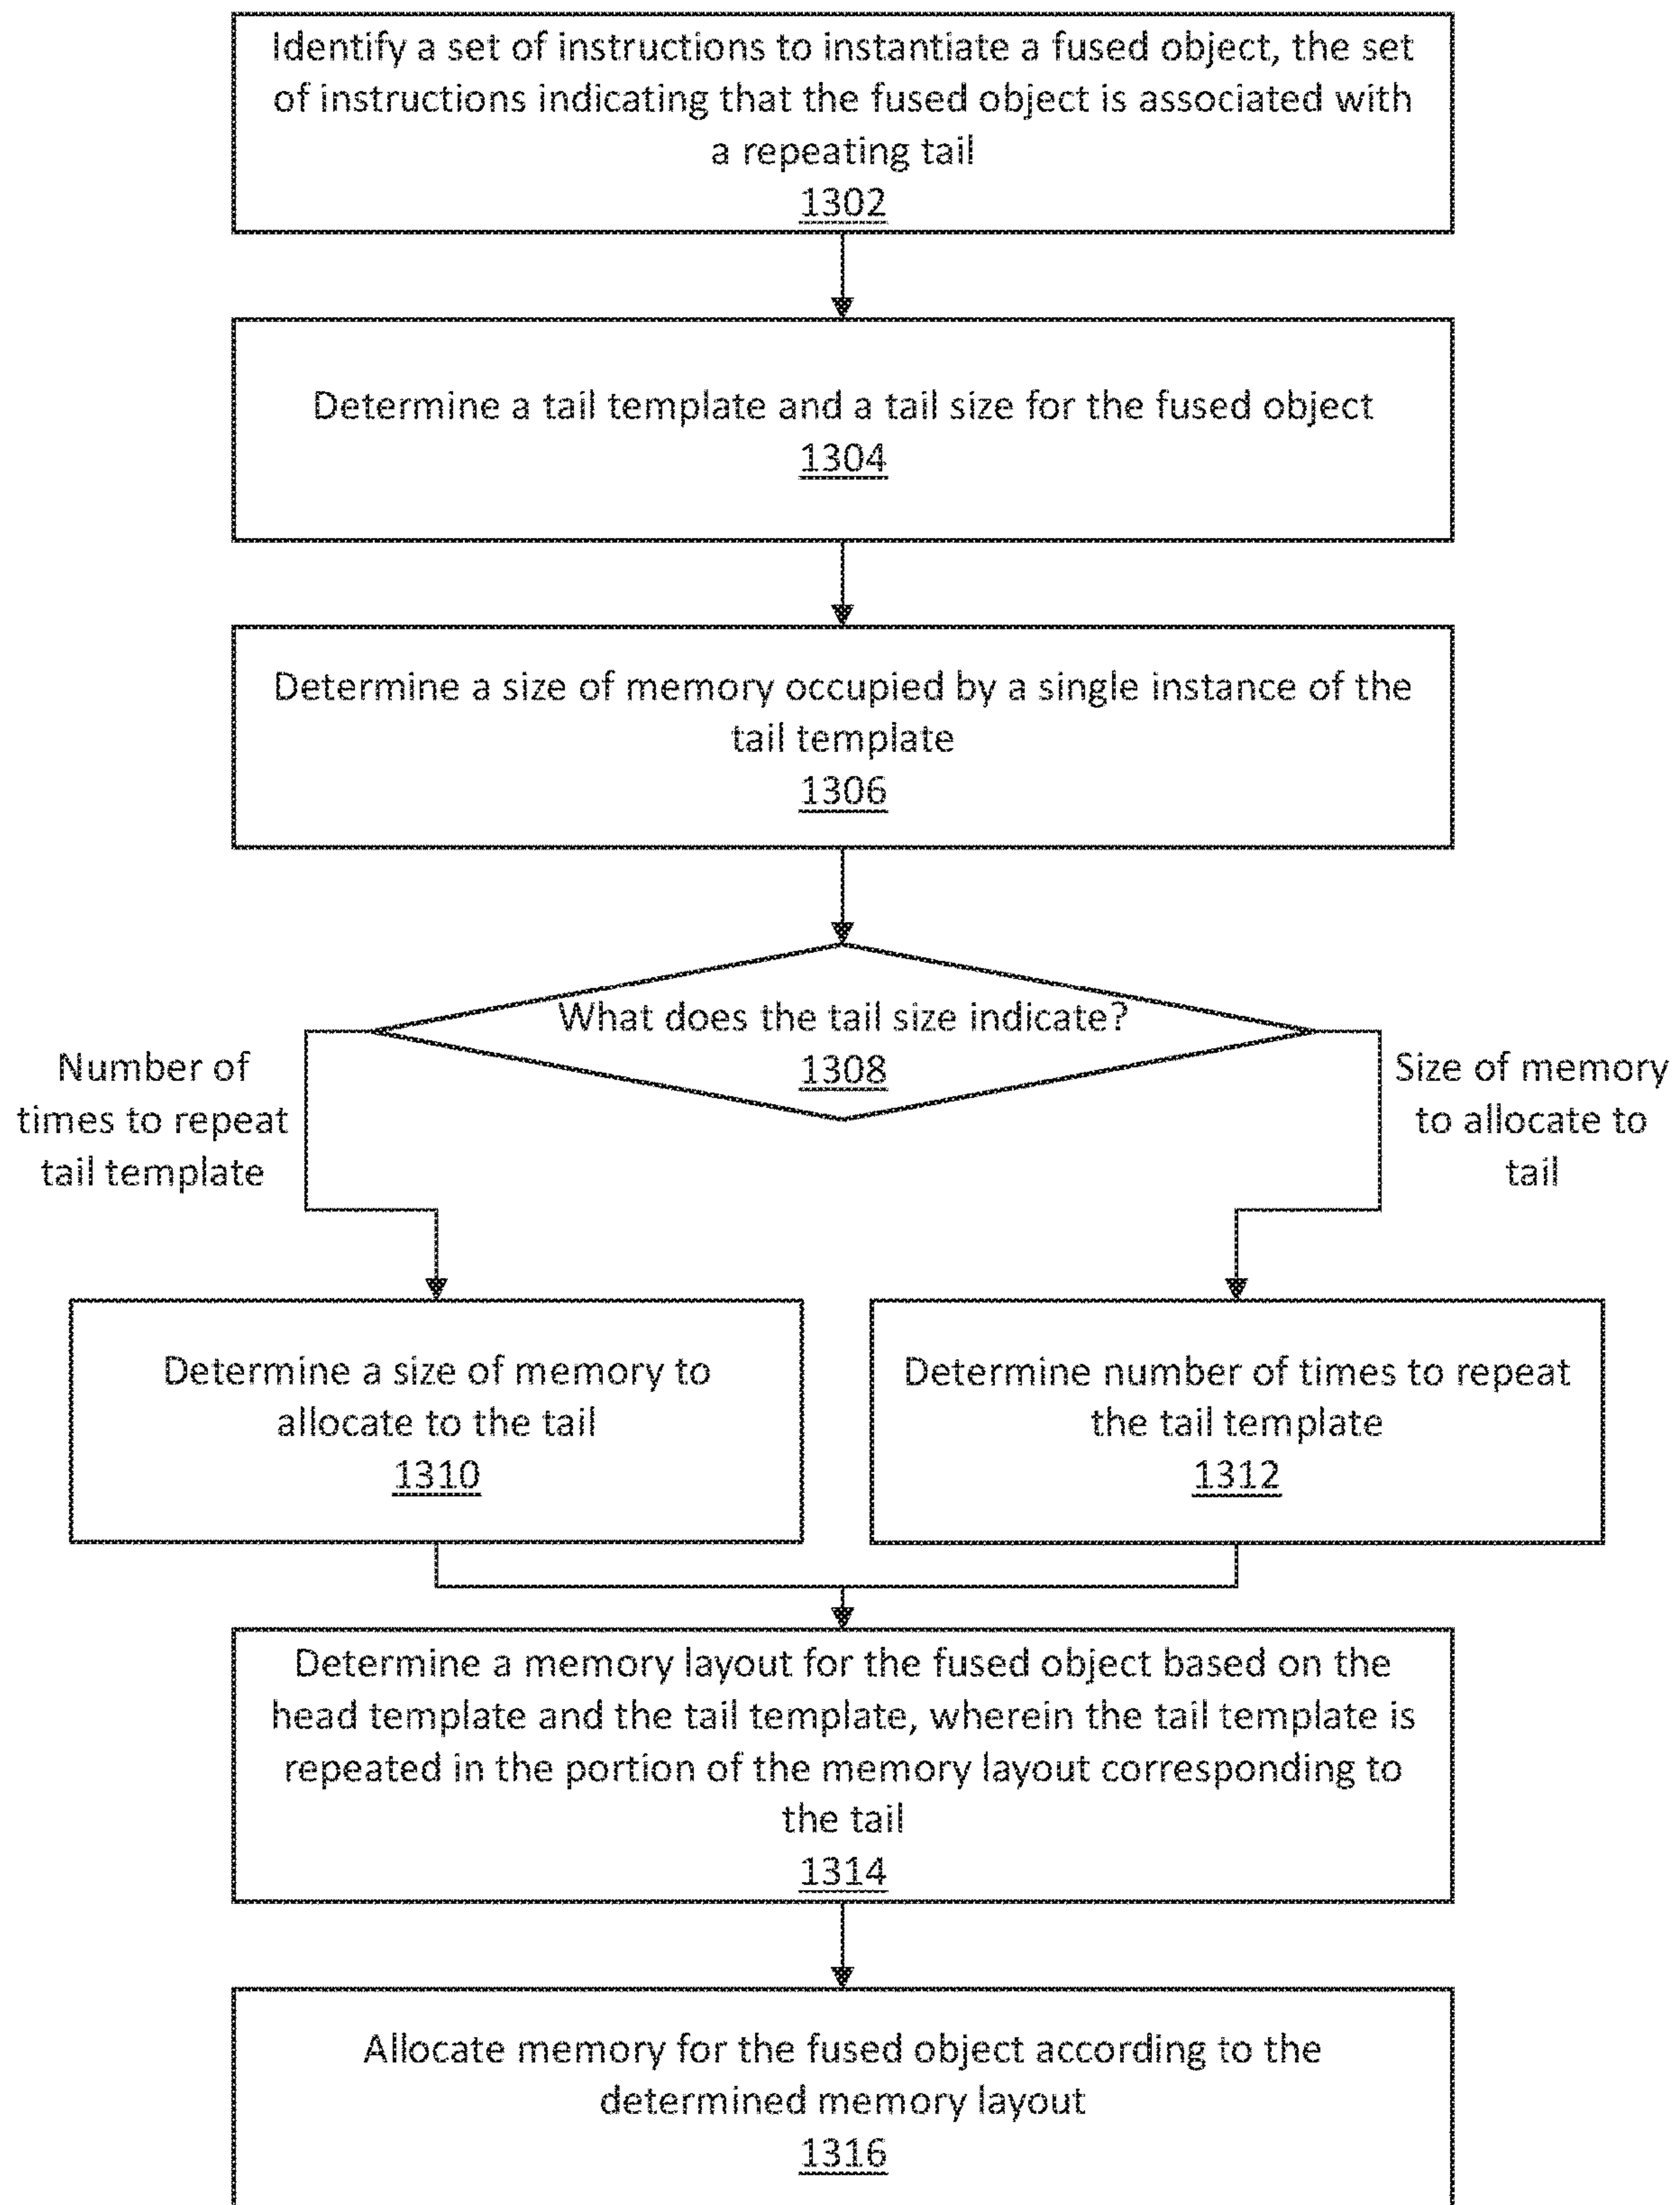 Identify a set of instructions to instantiate a fused object, the set
of instructions indicating that the fused object is associated with
a repeating tail
1302
Determine a tail template and a tail size for the fused object
1304
Determine a size of memory occupied by a single instance of the
tail template
1306
What does the tail size indicate?
1308
Number of
times to repeat
tail template
Size of memory
to allocate to
tail
Determine a size of memory to
allocate to the tail
1310
Determine number of times to repeat
the tail template
1312
Determine a memory layout for the fused object based on the
head template and the tail template, wherein the tail template is
repeated in the portion of the memory layout corresponding to
the tail
1314
Allocate memory for the fused object according to the
determined memory layout
1316